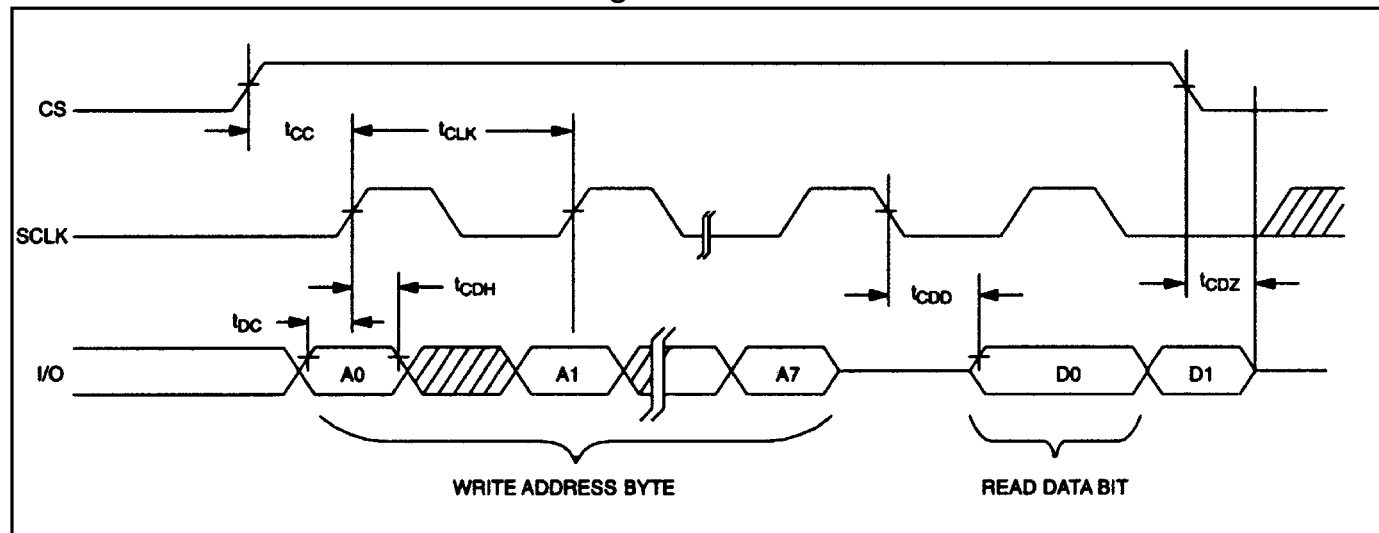 CS
tCC
tCLK
SCLK
tCDH
tCDD
tCDZ
tDC
I/O
A0
A1
A7
D0
D1
WRITE ADDRESS BYTE
READ DATA BIT